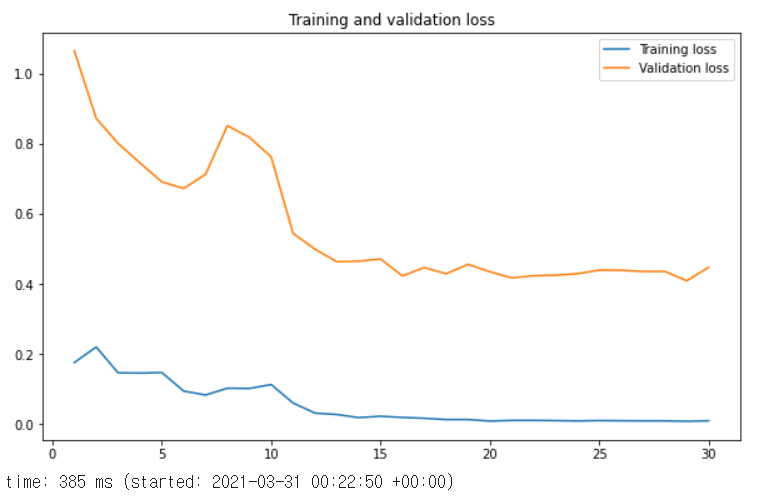 Training and validation loss
Training loss
Validation loss
1.0
0.8
0.6
0.4
0.2
0.0
0 5 10 15 20 25 30
time: 385 ms (started: 2021-03-31 00:22:50 +00:00)